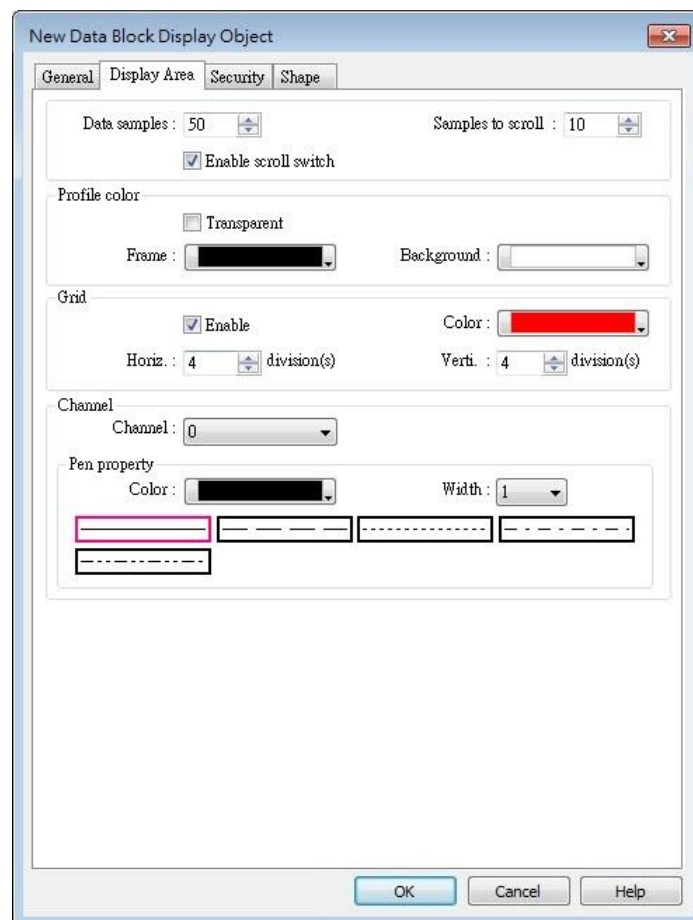 New Data Block Display Object
General Display Area Security Shape
Data samples : 50 Samples to scroll : 10
Enable scroll switch
Profile color
Transparent
Frame : Background :
Grid
Enable Color :
Horiz. : 4 division(s) Verti. : 4 division(s)
Channel
Channel : 0
Pen property
Color : Width : 1
OK Cancel Help